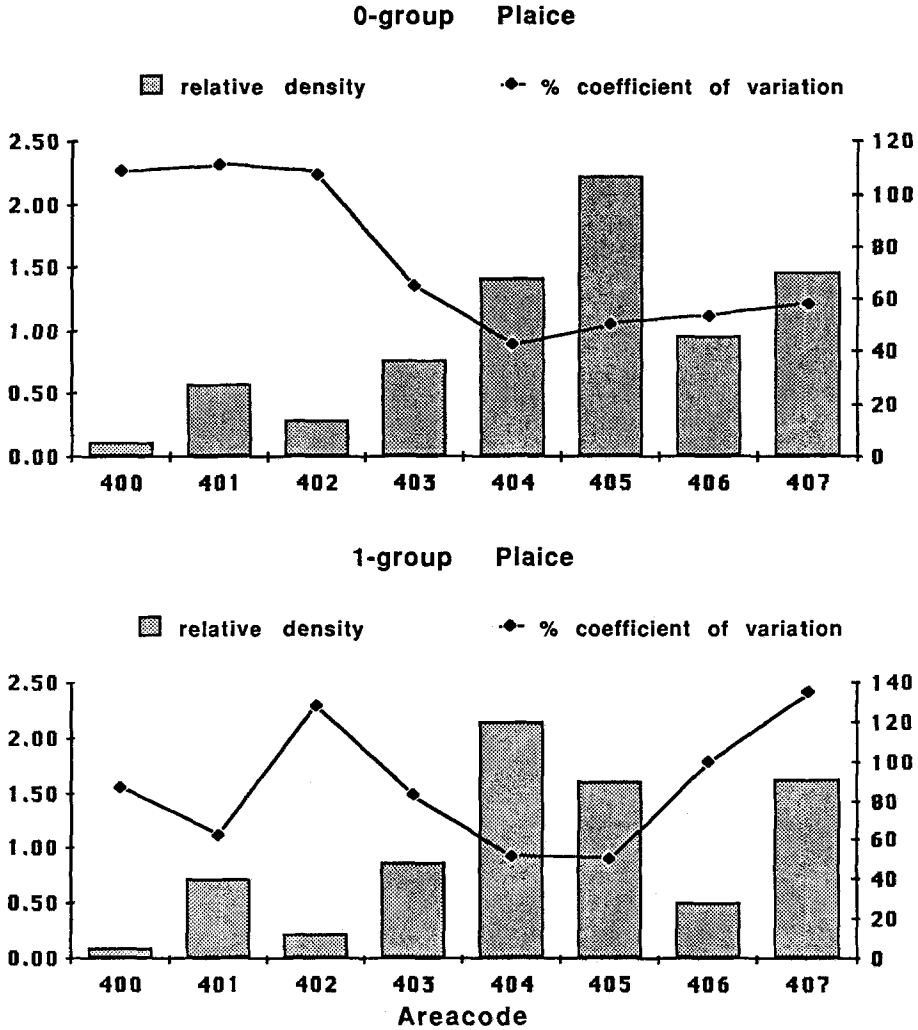 0-group Plaice
relative density % coefficient of variation
2.50 120
2.00 100
1.50 80
1.00 60
0.50 40
0.00 20
0
400 401 402 403 404 405 406 407
1-group Plaice
relative density % coefficient of variation
2.50 140
2.00 120
1.50 100
1.00 80
0.50 60
0.00 40
20
0
400 401 402 403 404 405 406 407
Areacode